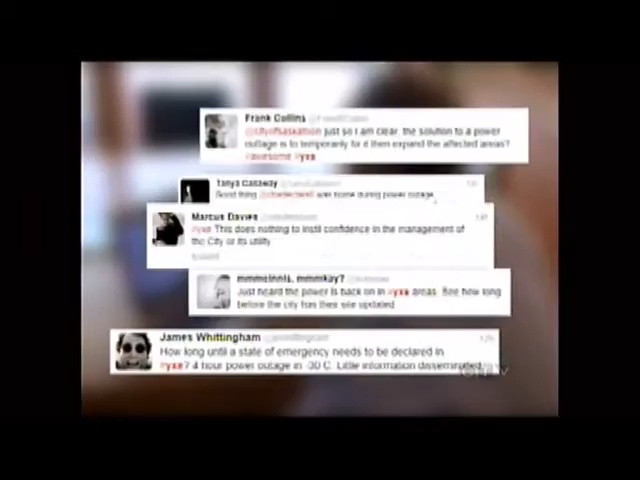 Frank Collins
@cityofsaskatoon just so I am clear, the solution to a power
outage is to temporarily fix it then expand the affected areas?
#awesome #yxe
Tanya Callaway
Good thing was home during power outage.
Marcus Davies
#yxe This does nothing to instil confidence in the management of
the City or its utility
mmmcinnis, mmmkay?
Just heard the power is back on in #yxe areas. See how long
before the city has their site updated
James Whittingham
How long until a state of emergency needs to be declared in
#yxe? 4 hour power outage in -30 C. Little information disseminated
CTV